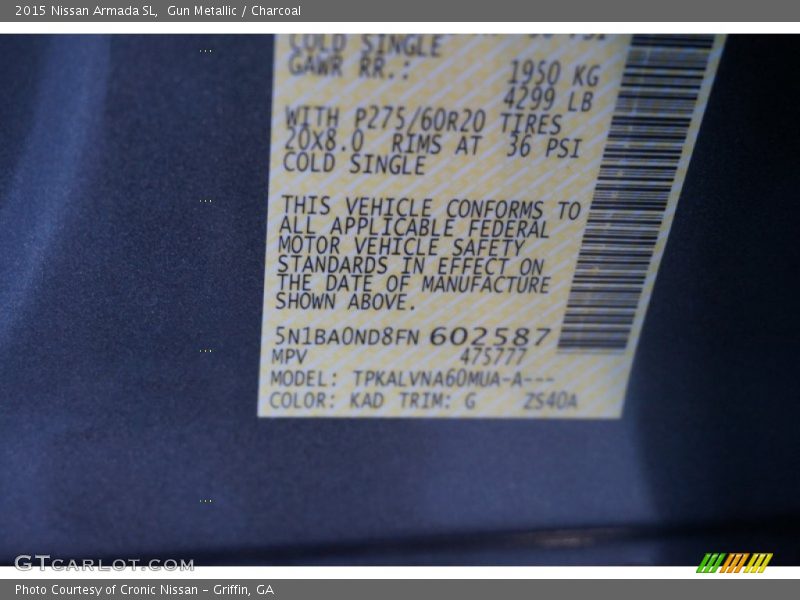 2015 Nissan Armada SL,  Gun Metallic / Charcoal
COLD SINGLE
GAWR RR.: 1950 KG
4299 LB
WITH P275/60R20 TIRES
20X8.0 RIMS AT 36 PSI
COLD SINGLE
THIS VEHICLE CONFORMS TO
ALL APPLICABLE FEDERAL
MOTOR VEHICLE SAFETY
STANDARDS IN EFFECT ON
THE DATE OF MANUFACTURE
SHOWN ABOVE.
5N1BA0ND8FN 602587
MPV 475777
MODEL: TPKALVNA60MUA-A---
COLOR: KAD TRIM: G ZS40A
GTCARLOT.COM
Photo Courtesy of Cronic Nissan - Griffin, GA